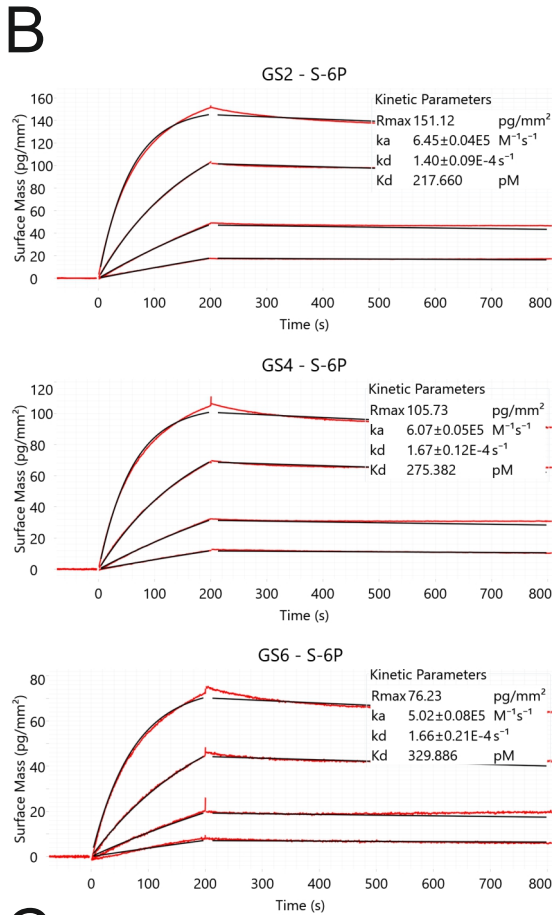 B
GS2 - S-6P
Surface Mass (pg/mm²)
160
140
120
100
80
60
40
20
0
Kinetic Parameters
Rmax 151.12 pg/mm²
ka 6.45±0.04E5 M⁻¹s⁻¹
kd 1.40±0.09E-4 s⁻¹
Kd 217.660 pM
0 100 200 300 400 500 600 700 800
Time (s)
GS4 - S-6P
Surface Mass (pg/mm²)
120
100
80
60
40
20
0
Kinetic Parameters
Rmax 105.73 pg/mm²
ka 6.07±0.05E5 M⁻¹s⁻¹
kd 1.67±0.12E-4 s⁻¹
Kd 275.382 pM
0 100 200 300 400 500 600 700 800
Time (s)
GS6 - S-6P
Surface Mass (pg/mm²)
80
60
40
20
0
Kinetic Parameters
Rmax 76.23 pg/mm²
ka 5.02±0.08E5 M⁻¹s⁻¹
kd 1.66±0.21E-4 s⁻¹
Kd 329.886 pM
0 100 200 300 400 500 600 700 800
Time (s)